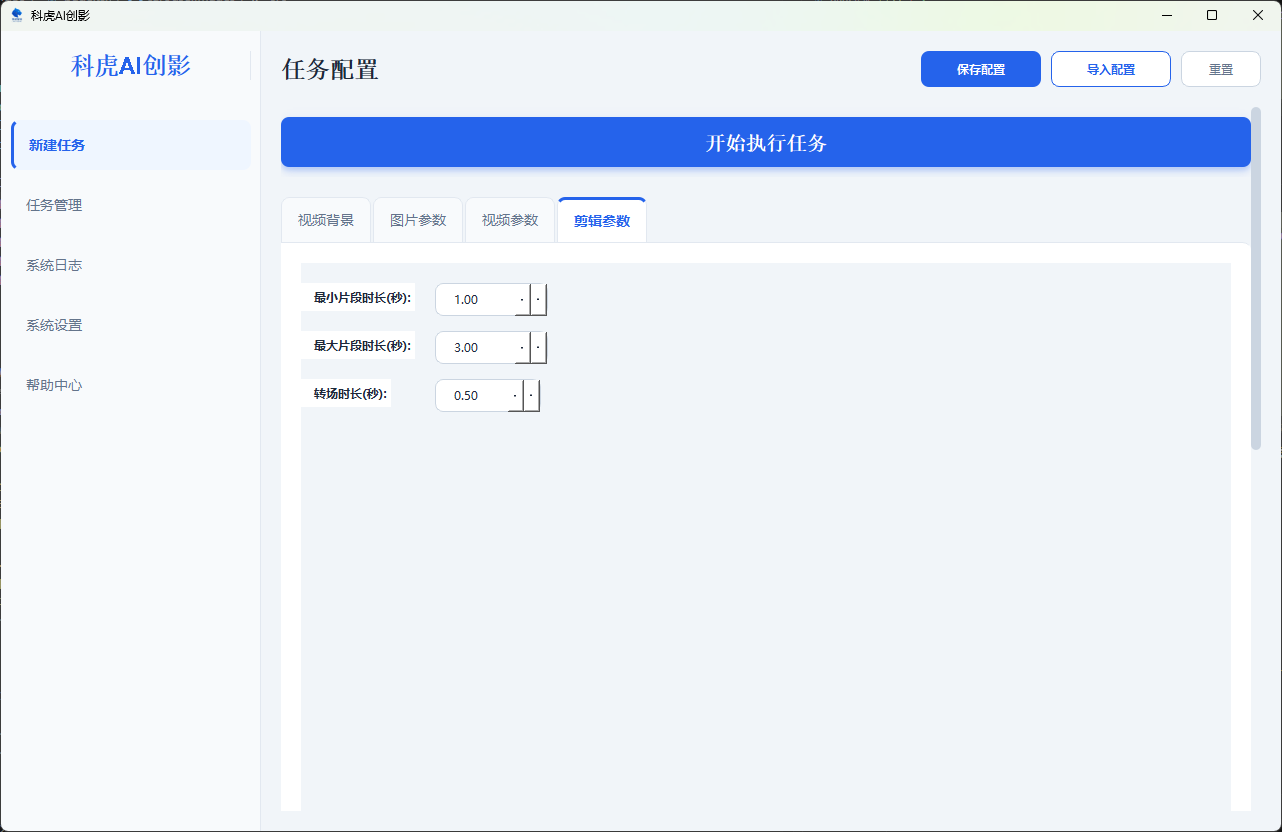 科虎AI创影
科虎AI创影
任务配置
保存配置
导入配置
重置
新建任务
任务管理
系统日志
系统设置
帮助中心
开始执行任务
视频背景
图片参数
视频参数
剪辑参数
最小片段时长(秒):
1.00
最大片段时长(秒):
3.00
转场时长(秒):
0.50